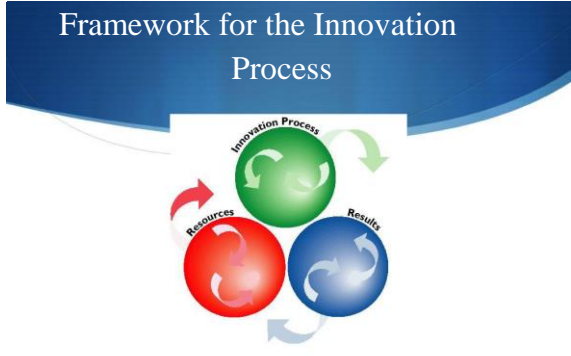 Framework for the Innovation
Process
Innovation Process
Resources
Results